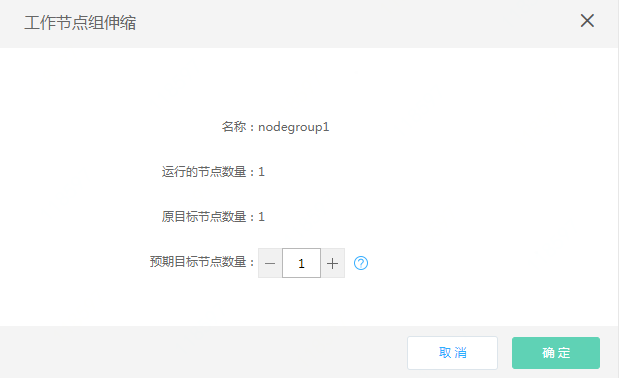 工作节点组伸缩
名称：nodegroup1
运行的节点数量：1
原目标节点数量：1
预期目标节点数量：1
取消 确定